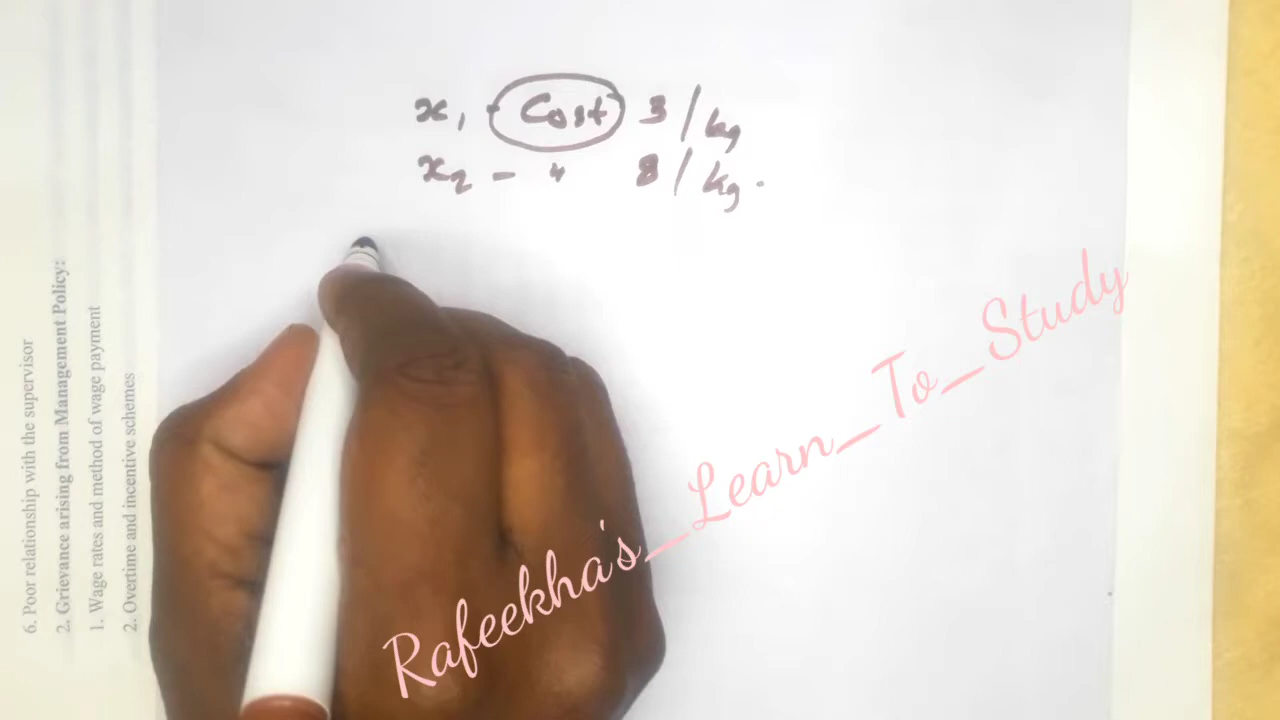 x₁ - Cost 3/kg
x₂ - " 8/kg.
Rafeekha's_Learn_To_Study
6. Poor relationship with the supervisor
2. Grievance arising from Management Policy:
1. Wage rates and method of wage payment
2. Overtime and incentive schemes